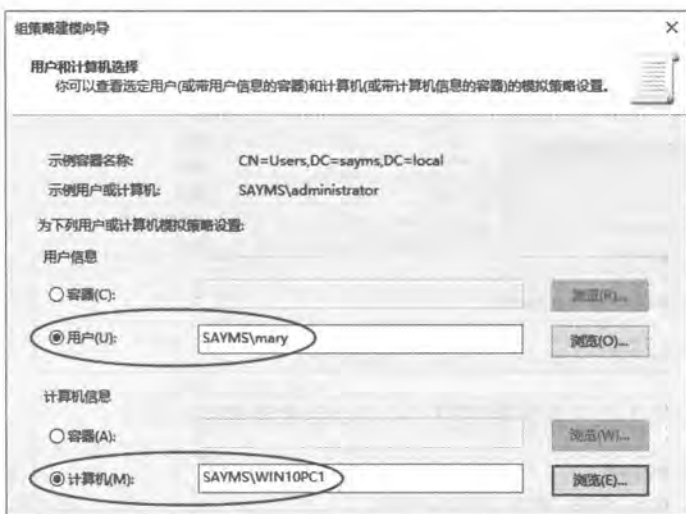 组策略建模向导
用户和计算机选择
你可以查看选定用户(或带用户信息的容器)和计算机(或带计算机信息的容器)的模拟策略设置。
示例容器名称: CN=Users,DC=sayms,DC=local
示例用户或计算机: SAYMS\administrator
为下列用户或计算机模拟策略设置:
用户信息
容器(C): 浏览(R)...
用户(U): SAYMS\mary 浏览(O)...
计算机信息
容器(A): 浏览(W)...
计算机(M): SAYMS\WIN10PC1 浏览(E)...